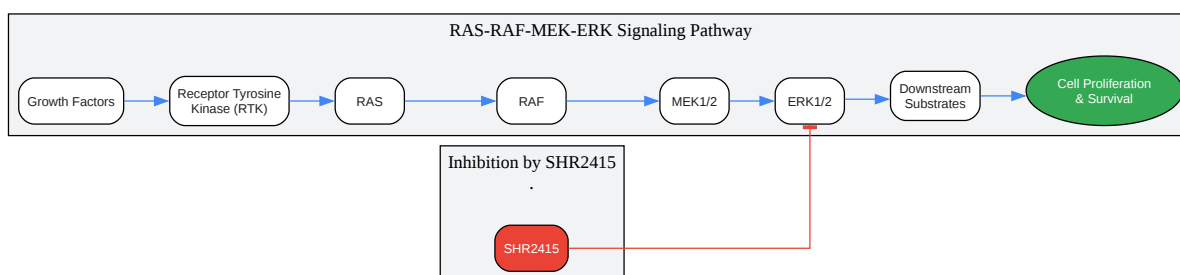 RAS-RAF-MEK-ERK Signaling Pathway
Growth Factors
Receptor Tyrosine
Kinase (RTK)
RAS
RAF
MEK1/2
ERK1/2
Downstream
Substrates
Cell Proliferation
& Survival
Inhibition by SHR2415
.
SHR2415